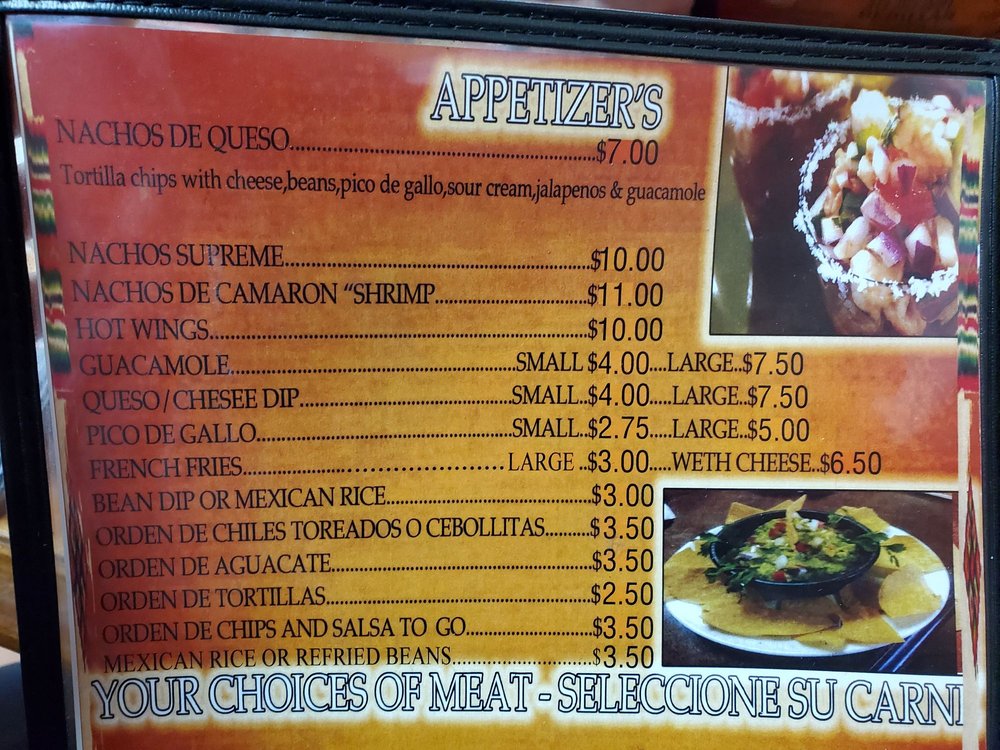 APPETIZER'S
NACHOS DE QUESO..........$7.00
Tortilla chips with cheese,beans,pico de gallo,sour cream,jalapenos & guacamole
NACHOS SUPREME..........$10.00
NACHOS DE CAMARON "SHRIMP..........$11.00
HOT WINGS..........$10.00
GUACAMOLE..........SMALL $4.00....LARGE..$7.50
QUESO/CHESEE DIP..........SMALL..$4.00.....LARGE..$7.50
PICO DE GALLO..........SMALL..$2.75.....LARGE..$5.00
FRENCH FRIES..........LARGE ..$3.00.....WETH CHEESE..$6.50
BEAN DIP OR MEXICAN RICE..........$3.00
ORDEN DE CHILES TOREADOS O CEBOLLITAS..........$3.50
ORDEN DE AGUACATE..........$3.50
ORDEN DE TORTILLAS..........$2.50
ORDEN DE CHIPS AND SALSA TO GO..........$3.50
MEXICAN RICE OR REFRIED BEANS..........$3.50
YOUR CHOICES OF MEAT - SELECCIONE SU CARN